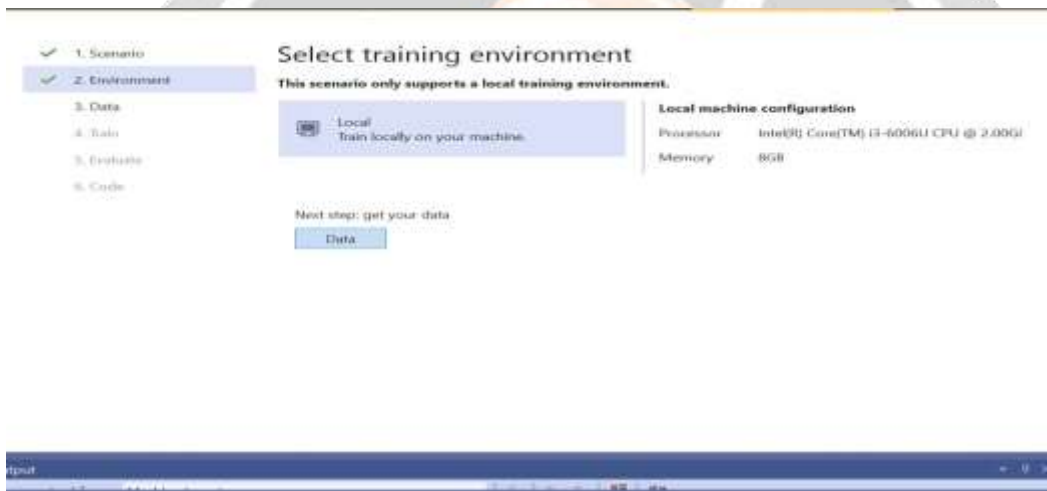 1. Scenario
2. Environment
3. Data
4. Train
5. Evaluate
6. Code
Select training environment
This scenario only supports a local training environment.
Local
Train locally on your machine.
Local machine configuration
Processor Intel(R) Core(TM) i3-6006U CPU @ 2.00G
Memory 8GB
Next step: get your data
Data
tput